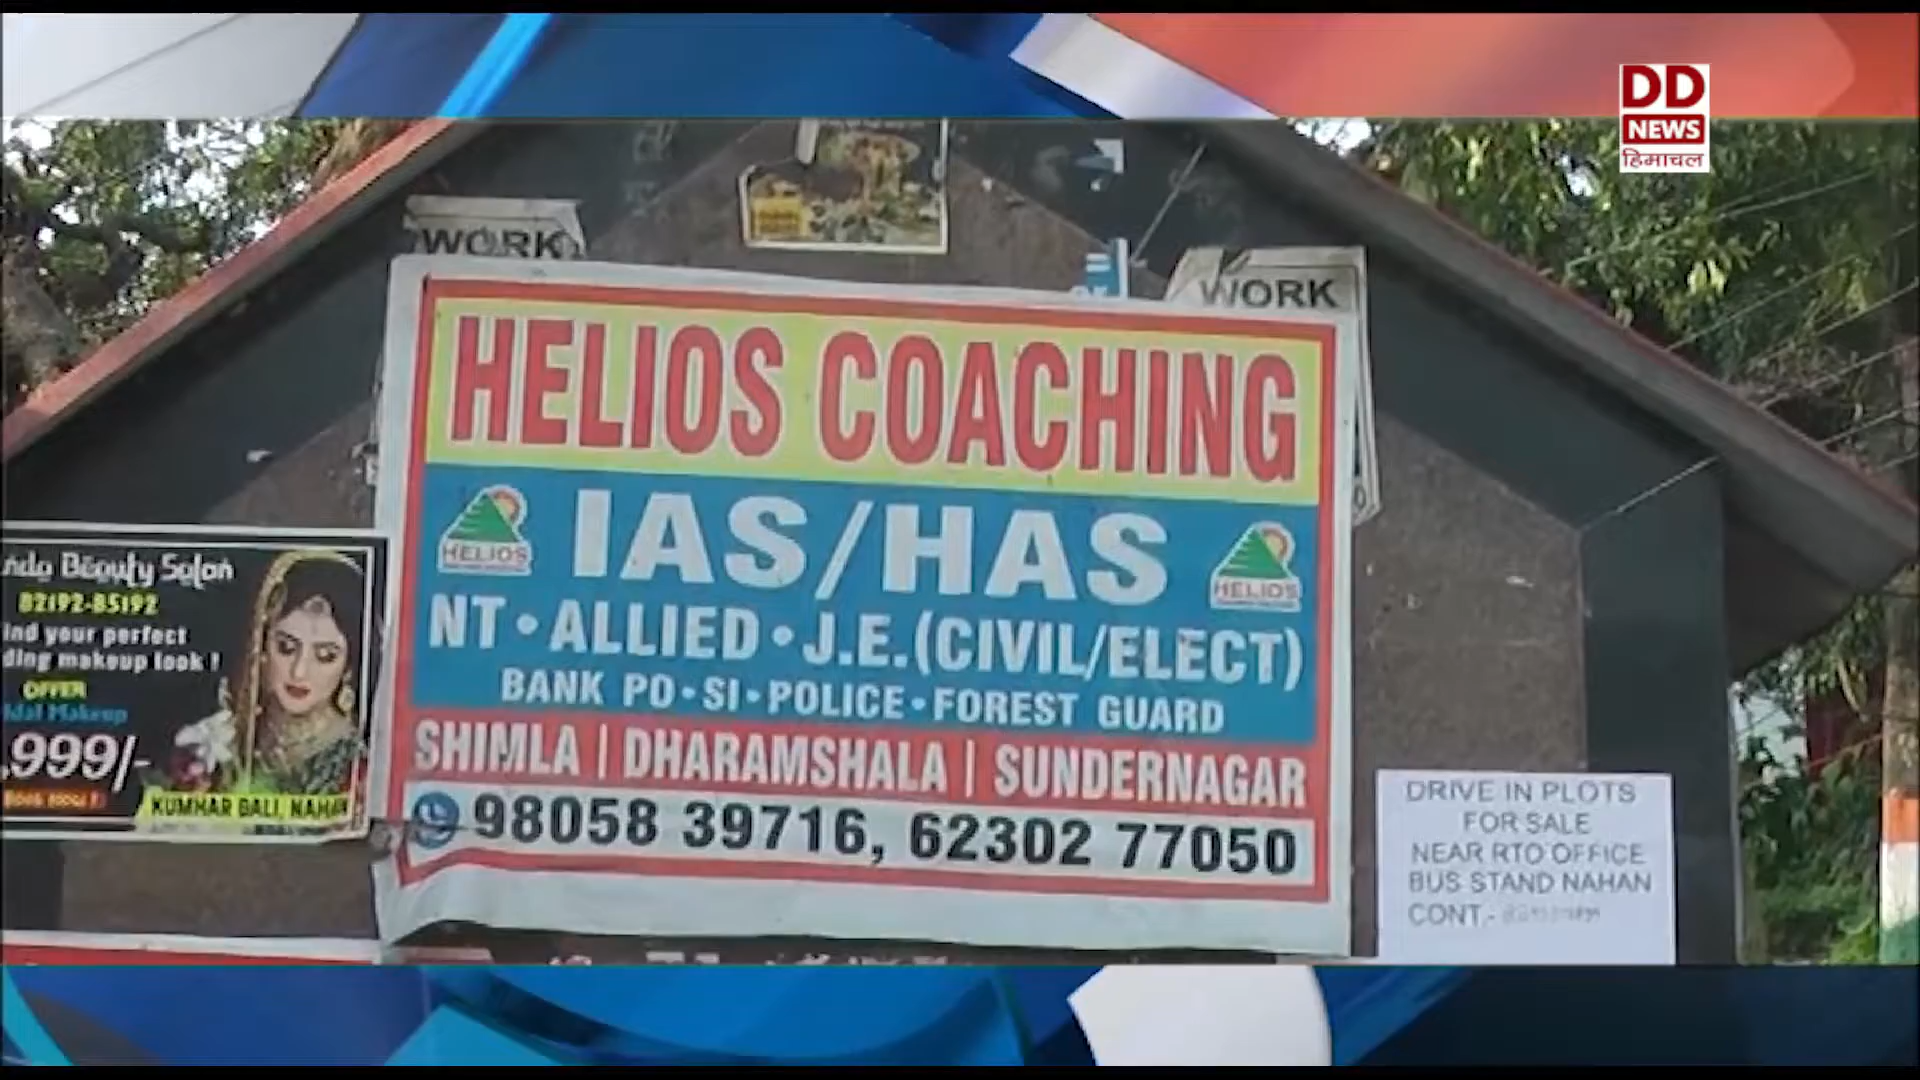 DD
NEWS
हिमाचल
WORK
WORK
HELIOS COACHING
IAS/HAS
HELIOS
HELIOS
NT • ALLIED • J.E.(CIVIL/ELECT)
BANK PO • SI • POLICE • FOREST GUARD
SHIMLA | DHARAMSHALA | SUNDERNAGAR
98058 39716, 62302 77050
Beauty Salon
82192-85192
your perfect
makeup look !
OFFER
Makeup
999/-
KUMHAR GALI, NAHAN
DRIVE IN PLOTS
FOR SALE
NEAR RTO OFFICE
BUS STAND NAHAN
CONT.-